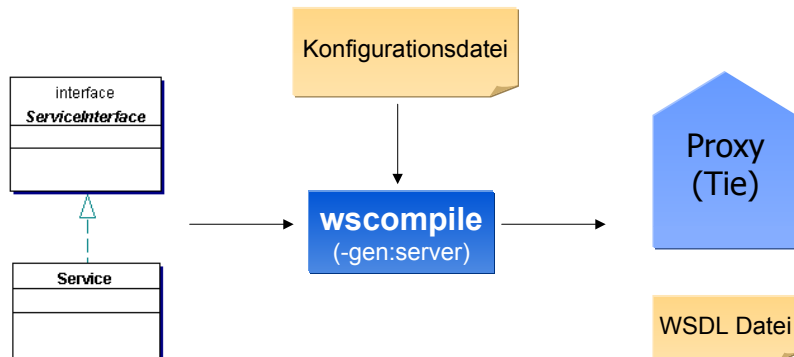 Konfigurationsdatei
interface
ServiceInterface
Service
wscompile
(-gen:server)
Proxy
(Tie)
WSDL Datei